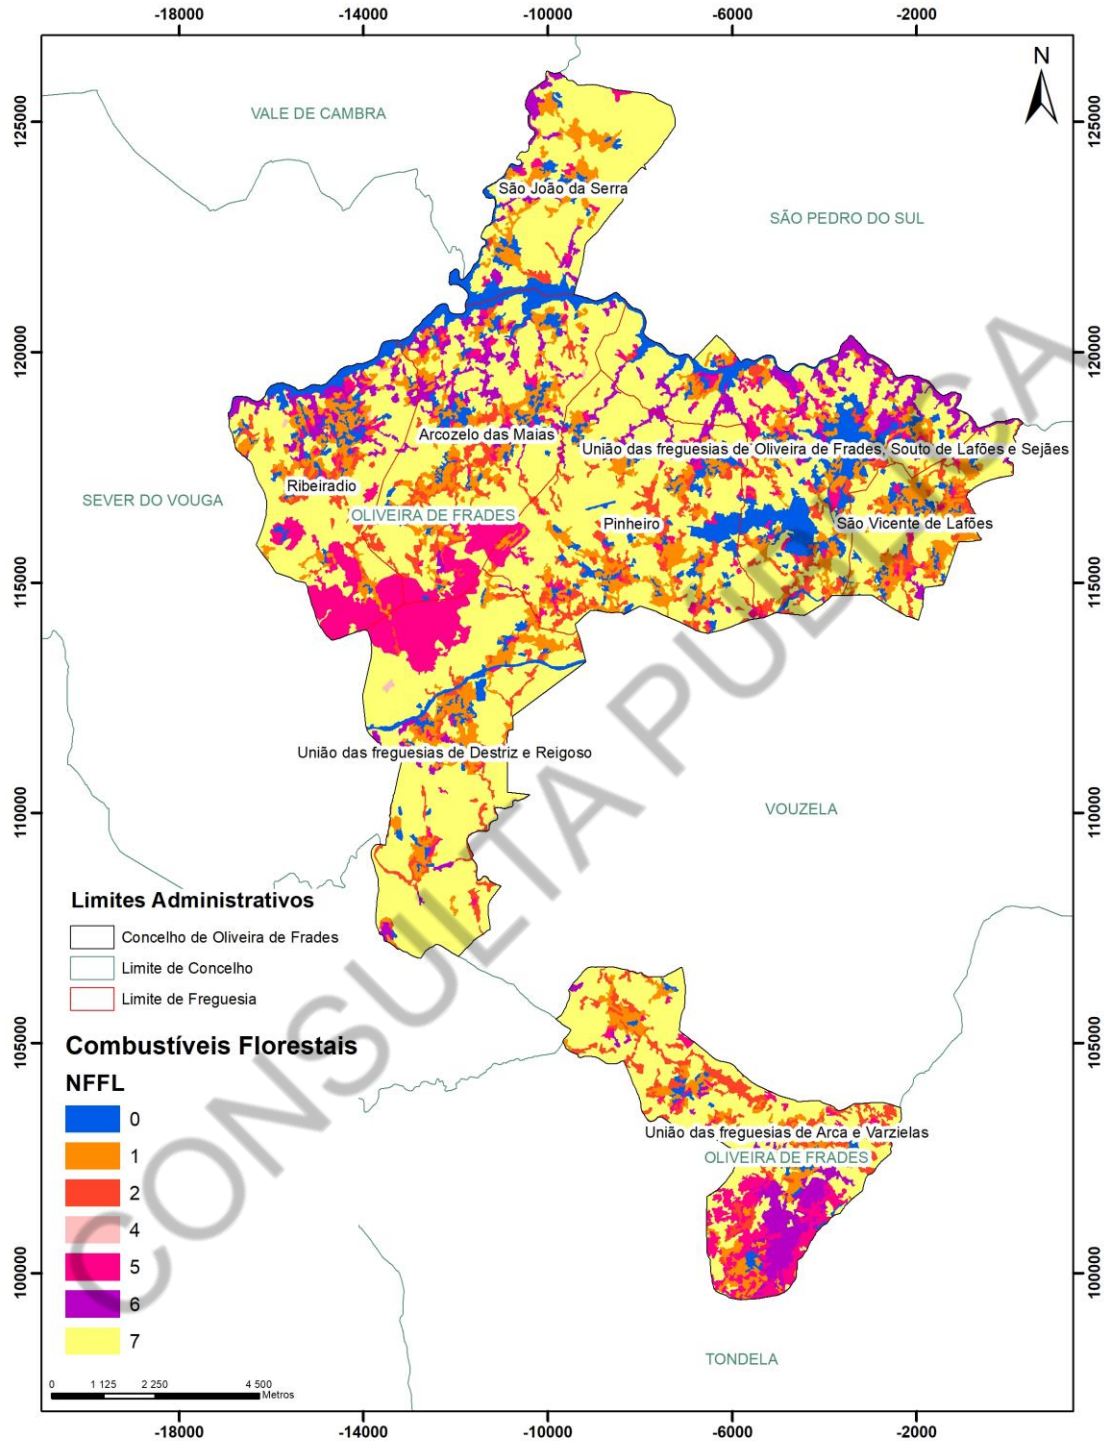 -18000 -14000 -10000 -6000 -2000
N
125000 125000
VALE DE CAMBRA
São João da Serra
SÃO PEDRO DO SUL
120000 120000
Arcozelo das Maias
União das freguesias de Oliveira de Frades, Souto de Lafões e Sejães
Ribeiradio
SEVER DO VOUGA
OLIVEIRA DE FRADES
Pinheiro
São Vicente de Lafões
115000 115000
União das freguesias de Destriz e Reigoso
110000 110000
VOUZELA
Limites Administrativos
Concelho de Oliveira de Frades
Limite de Concelho
Limite de Freguesia
105000 105000
Combustíveis Florestais
NFFL
0
1
2
4
5
6
7
União das freguesias de Arca e Varzielas
OLIVEIRA DE FRADES
100000 100000
TONDELA
0 1 125 2 250 4 500
Metros
-18000 -14000 -10000 -6000 -2000
CONSULTA PÚBLICA